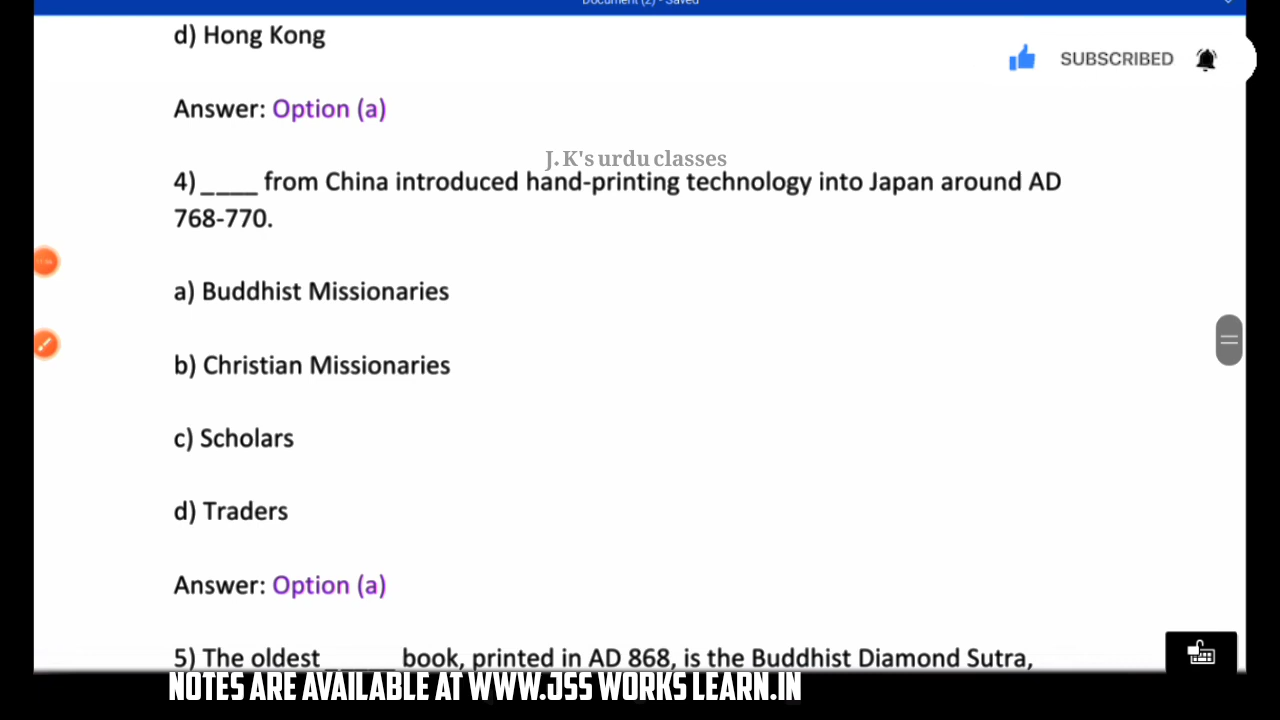 Document (2) - Saved
d) Hong Kong
SUBSCRIBED
Answer: Option (a)
J. K's urdu classes
4) ____ from China introduced hand-printing technology into Japan around AD
768-770.
a) Buddhist Missionaries
b) Christian Missionaries
c) Scholars
d) Traders
Answer: Option (a)
5) The oldest _____ book, printed in AD 868, is the Buddhist Diamond Sutra,
NOTES ARE AVAILABLE AT WWW.JSS WORKS LEARN.IN